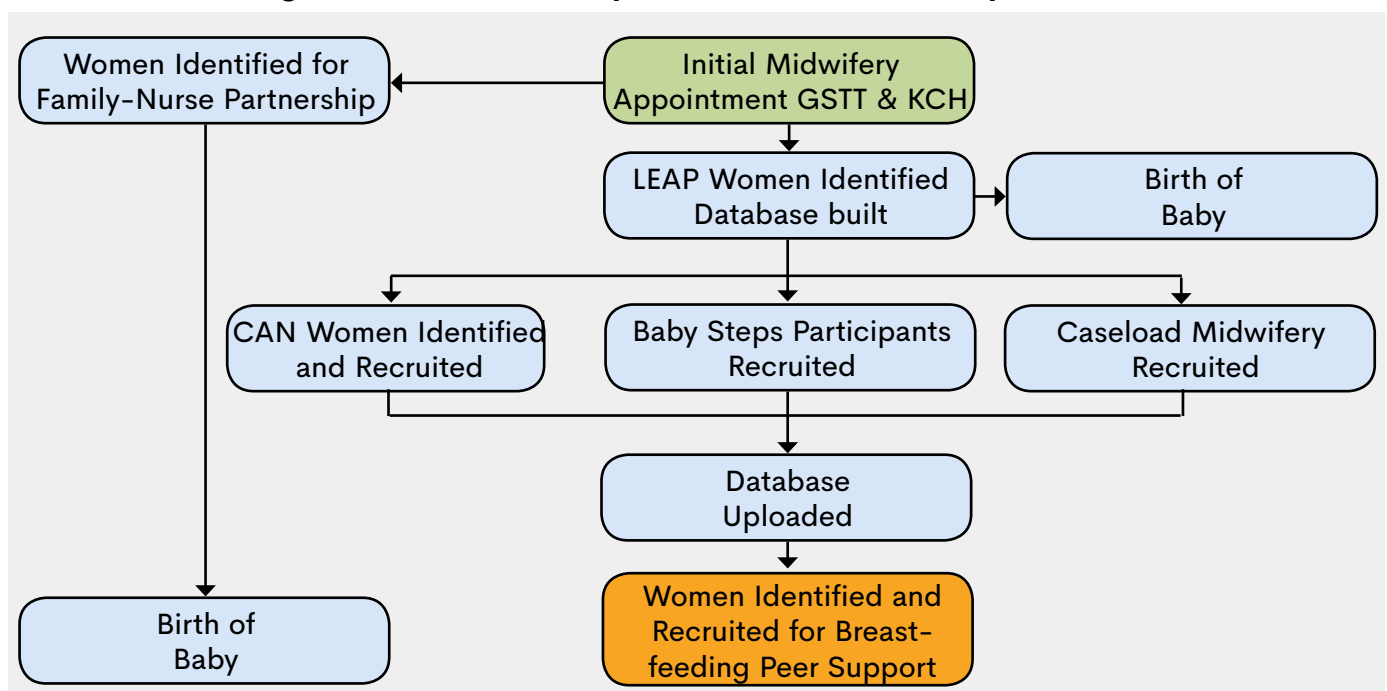 Women Identified for
Family-Nurse Partnership
Initial Midwifery
Appointment GSTT & KCH
LEAP Women Identified
Database built
Birth of
Baby
CAN Women Identified
and Recruited
Baby Steps Participants
Recruited
Caseload Midwifery
Recruited
Database
Uploaded
Birth of
Baby
Women Identified and
Recruited for Breast-
feeding Peer Support